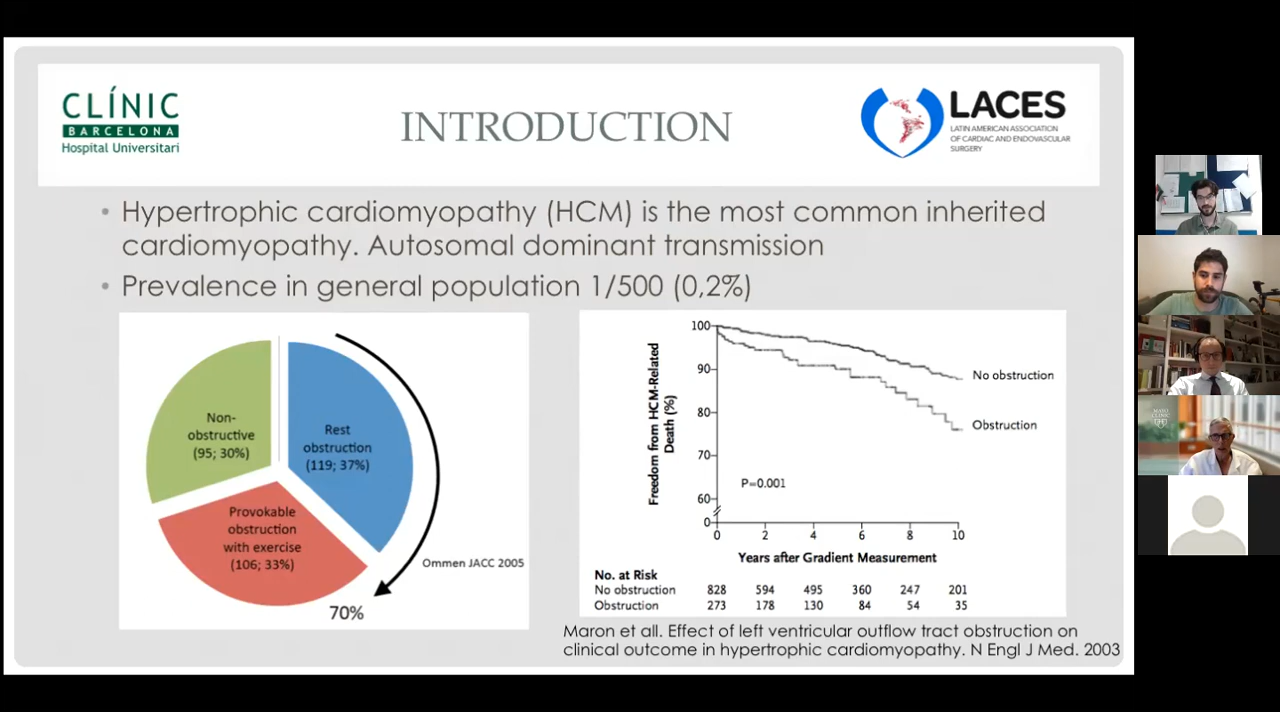 CLÍNIC
BARCELONA
Hospital Universitari
INTRODUCTION
LACES
LATIN AMERICAN ASSOCIATION
OF CARDIAC AND ENDOVASCULAR
SURGERY
• Hypertrophic cardiomyopathy (HCM) is the most common inherited
cardiomyopathy. Autosomal dominant transmission
• Prevalence in general population 1/500 (0,2%)
Non-
obstructive
(95; 30%)
Rest
obstruction
(119; 37%)
Provokable
obstruction
with exercise
(106; 33%)
Ommen JACC 2005
70%
Freedom from HCM-Related
Death (%)
100
90
80
70
60
0
No obstruction
Obstruction
P=0.001
0 2 4 6 8 10
Years after Gradient Measurement
No. at Risk
No obstruction 828 594 495 360 247 201
Obstruction 273 178 130 84 54 35
Maron et all. Effect of left ventricular outflow tract obstruction on
clinical outcome in hypertrophic cardiomyopathy. N Engl J Med. 2003
MAYO
CLINIC